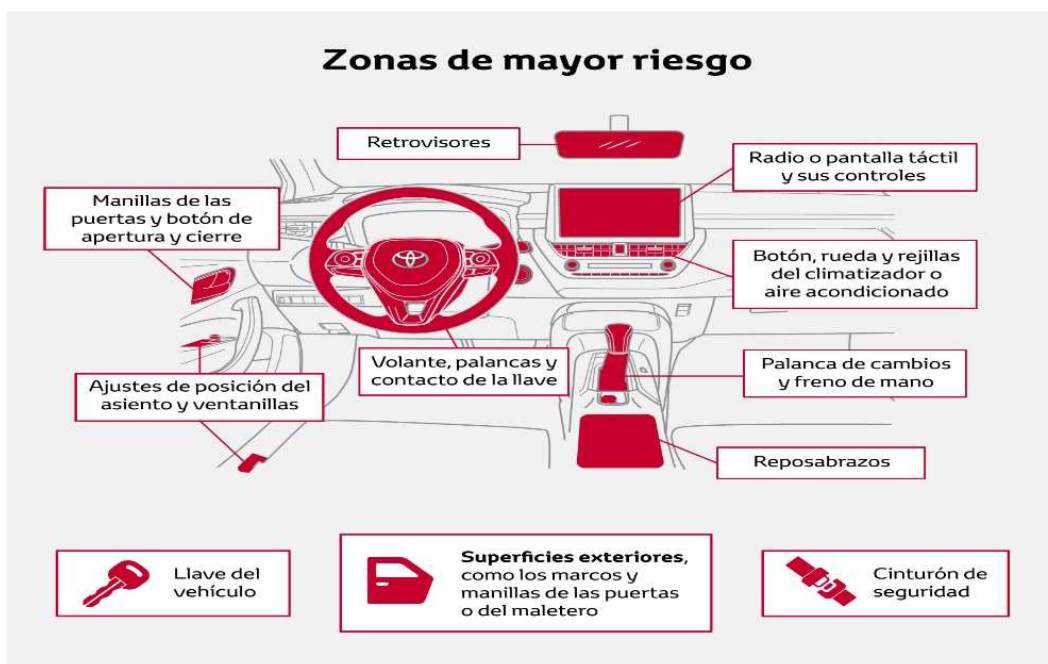 Zonas de mayor riesgo
Retrovisores
Radio o pantalla táctil
y sus controles
Manillas de las
puertas y botón de
apertura y cierre
Botón, rueda y rejillas
del climatizador o
aire acondicionado
Volante, palancas y
contacto de la llave
Palanca de cambios
y freno de mano
Ajustes de posición del
asiento y ventanillas
Reposabrazos
Llave del
vehículo
Superficies exteriores,
como los marcos y
manillas de las puertas
o del maletero
Cinturón de
seguridad